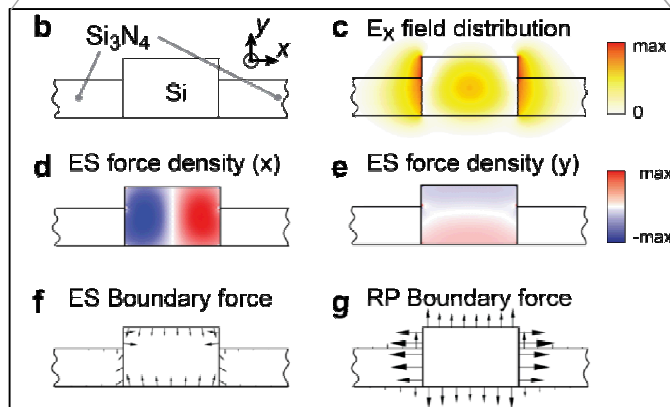 b
Si₃N₄
y
x
Si
c Eₓ field distribution
max
0
d ES force density (x)
e ES force density (y)
max
-max
f ES Boundary force
g RP Boundary force